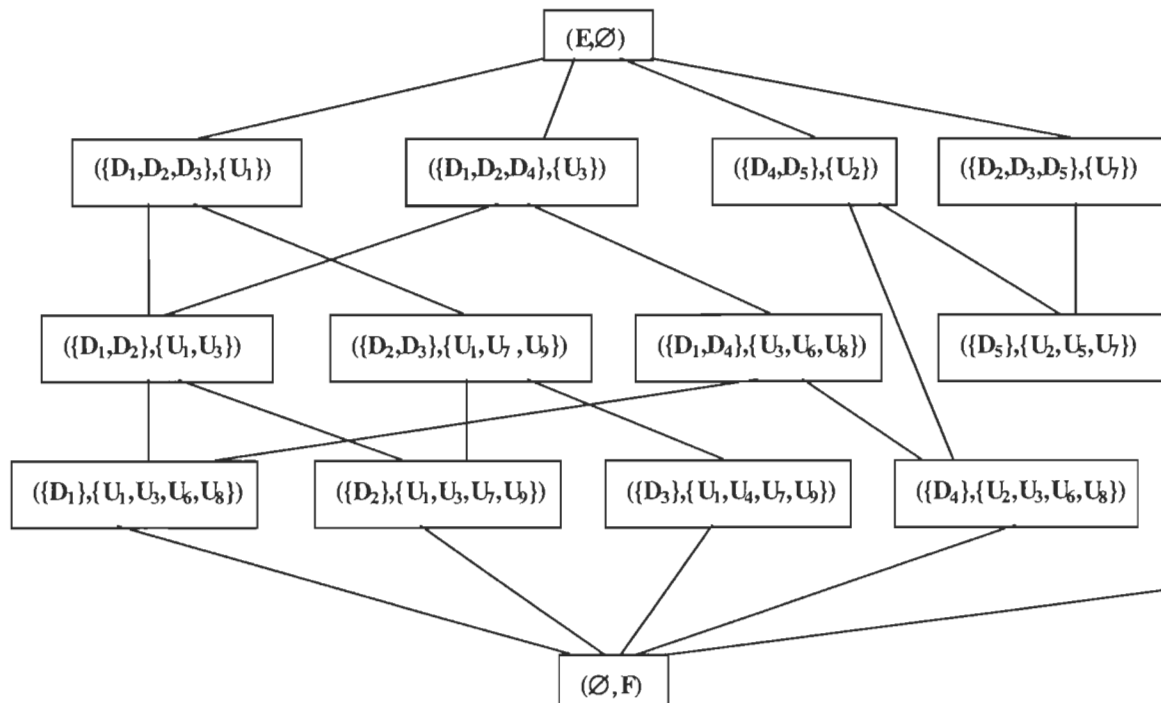 (E,∅)
({D₁,D₂,D₃},{U₁})
({D₁,D₂,D₄},{U₃})
({D₄,D₅},{U₂})
({D₂,D₃,D₅},{U₇})
({D₁,D₂},{U₁,U₃})
({D₂,D₃},{U₁,U₇,U₉})
({D₁,D₄},{U₃,U₆,U₈})
({D₅},{U₂,U₅,U₇})
({D₁},{U₁,U₃,U₆,U₈})
({D₂},{U₁,U₃,U₇,U₉})
({D₃},{U₁,U₄,U₇,U₉})
({D₄},{U₂,U₃,U₆,U₈})
(∅,F)